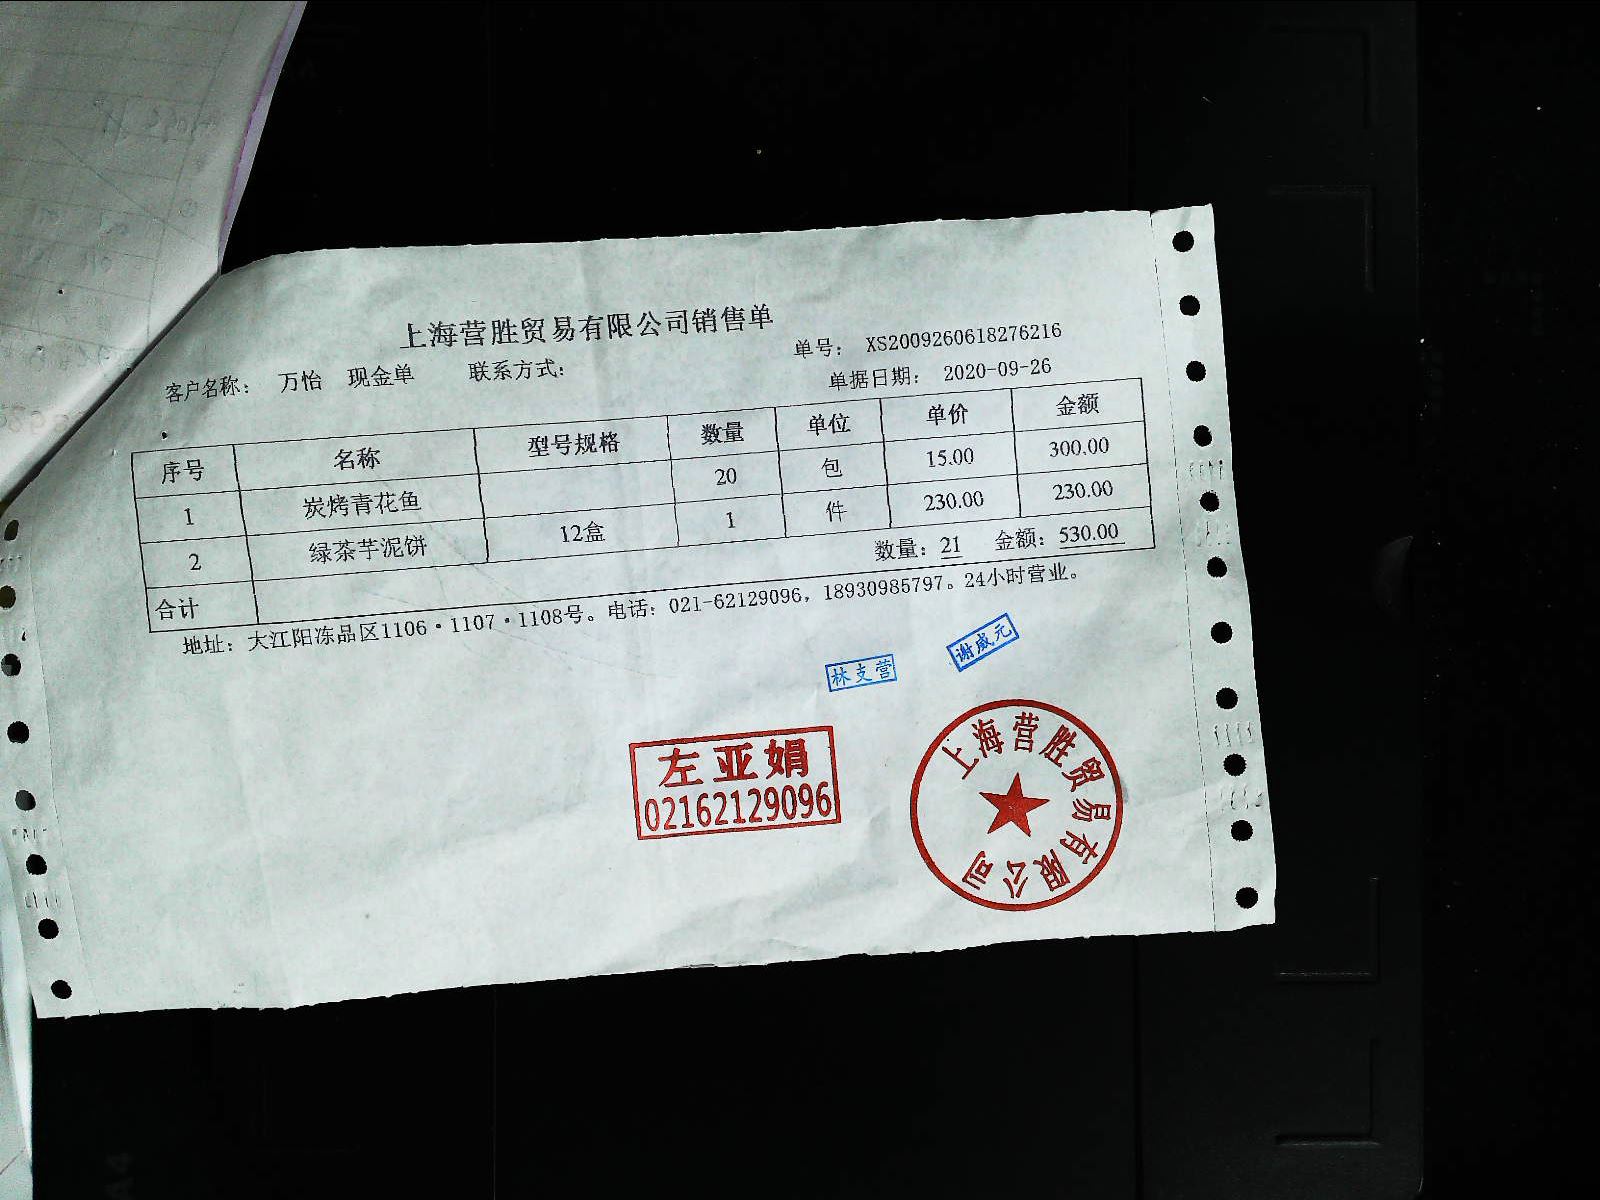 上海营胜贸易有限公司销售单
单号： XS2009260618276216
客户名称： 万怡 现金单 联系方式： 单据日期： 2020-09-26
序号 名称 型号规格 数量 单位 单价 金额
1 炭烤青花鱼 20 包 15.00 300.00
2 绿茶芋泥饼 12盒 1 件 230.00 230.00
合计 数量：21 金额：530.00
地址：大江阳冻品区1106·1107·1108号。电话：021-62129096，18930985797。24小时营业。
林支营
谢咸元
左亚娟
02162129096
上海营胜贸易有限公司